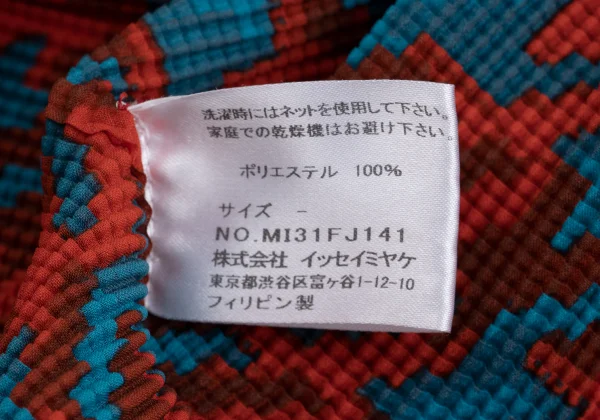 洗濯時にはネットを使用して下さい。
家庭での乾燥機はお避け下さい。
ポリエステル 100%
サイズ －
NO.MI31FJ141
株式会社 イッセイミヤケ
東京都渋谷区富ヶ谷1-12-10
フィリピン製